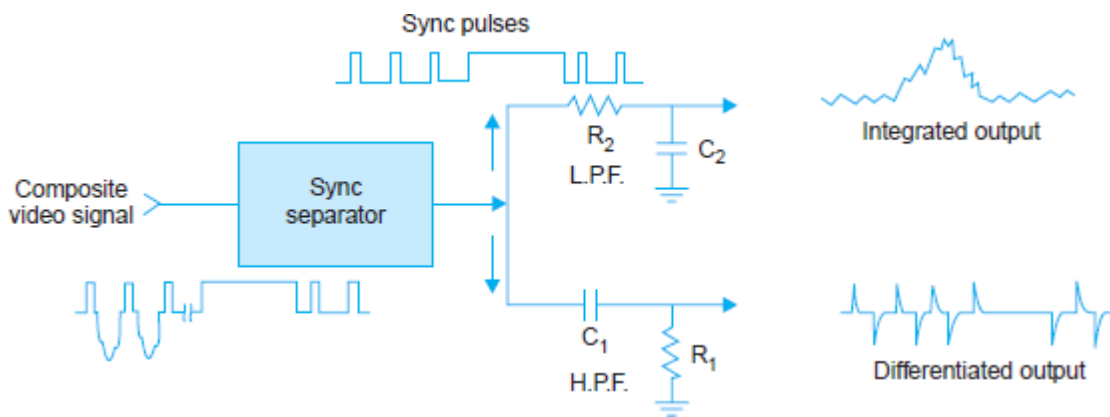 Sync pulses
Integrated output
R2
C2
L.P.F.
Composite
video signal
Sync
separator
C1
R1
H.P.F.
Differentiated output